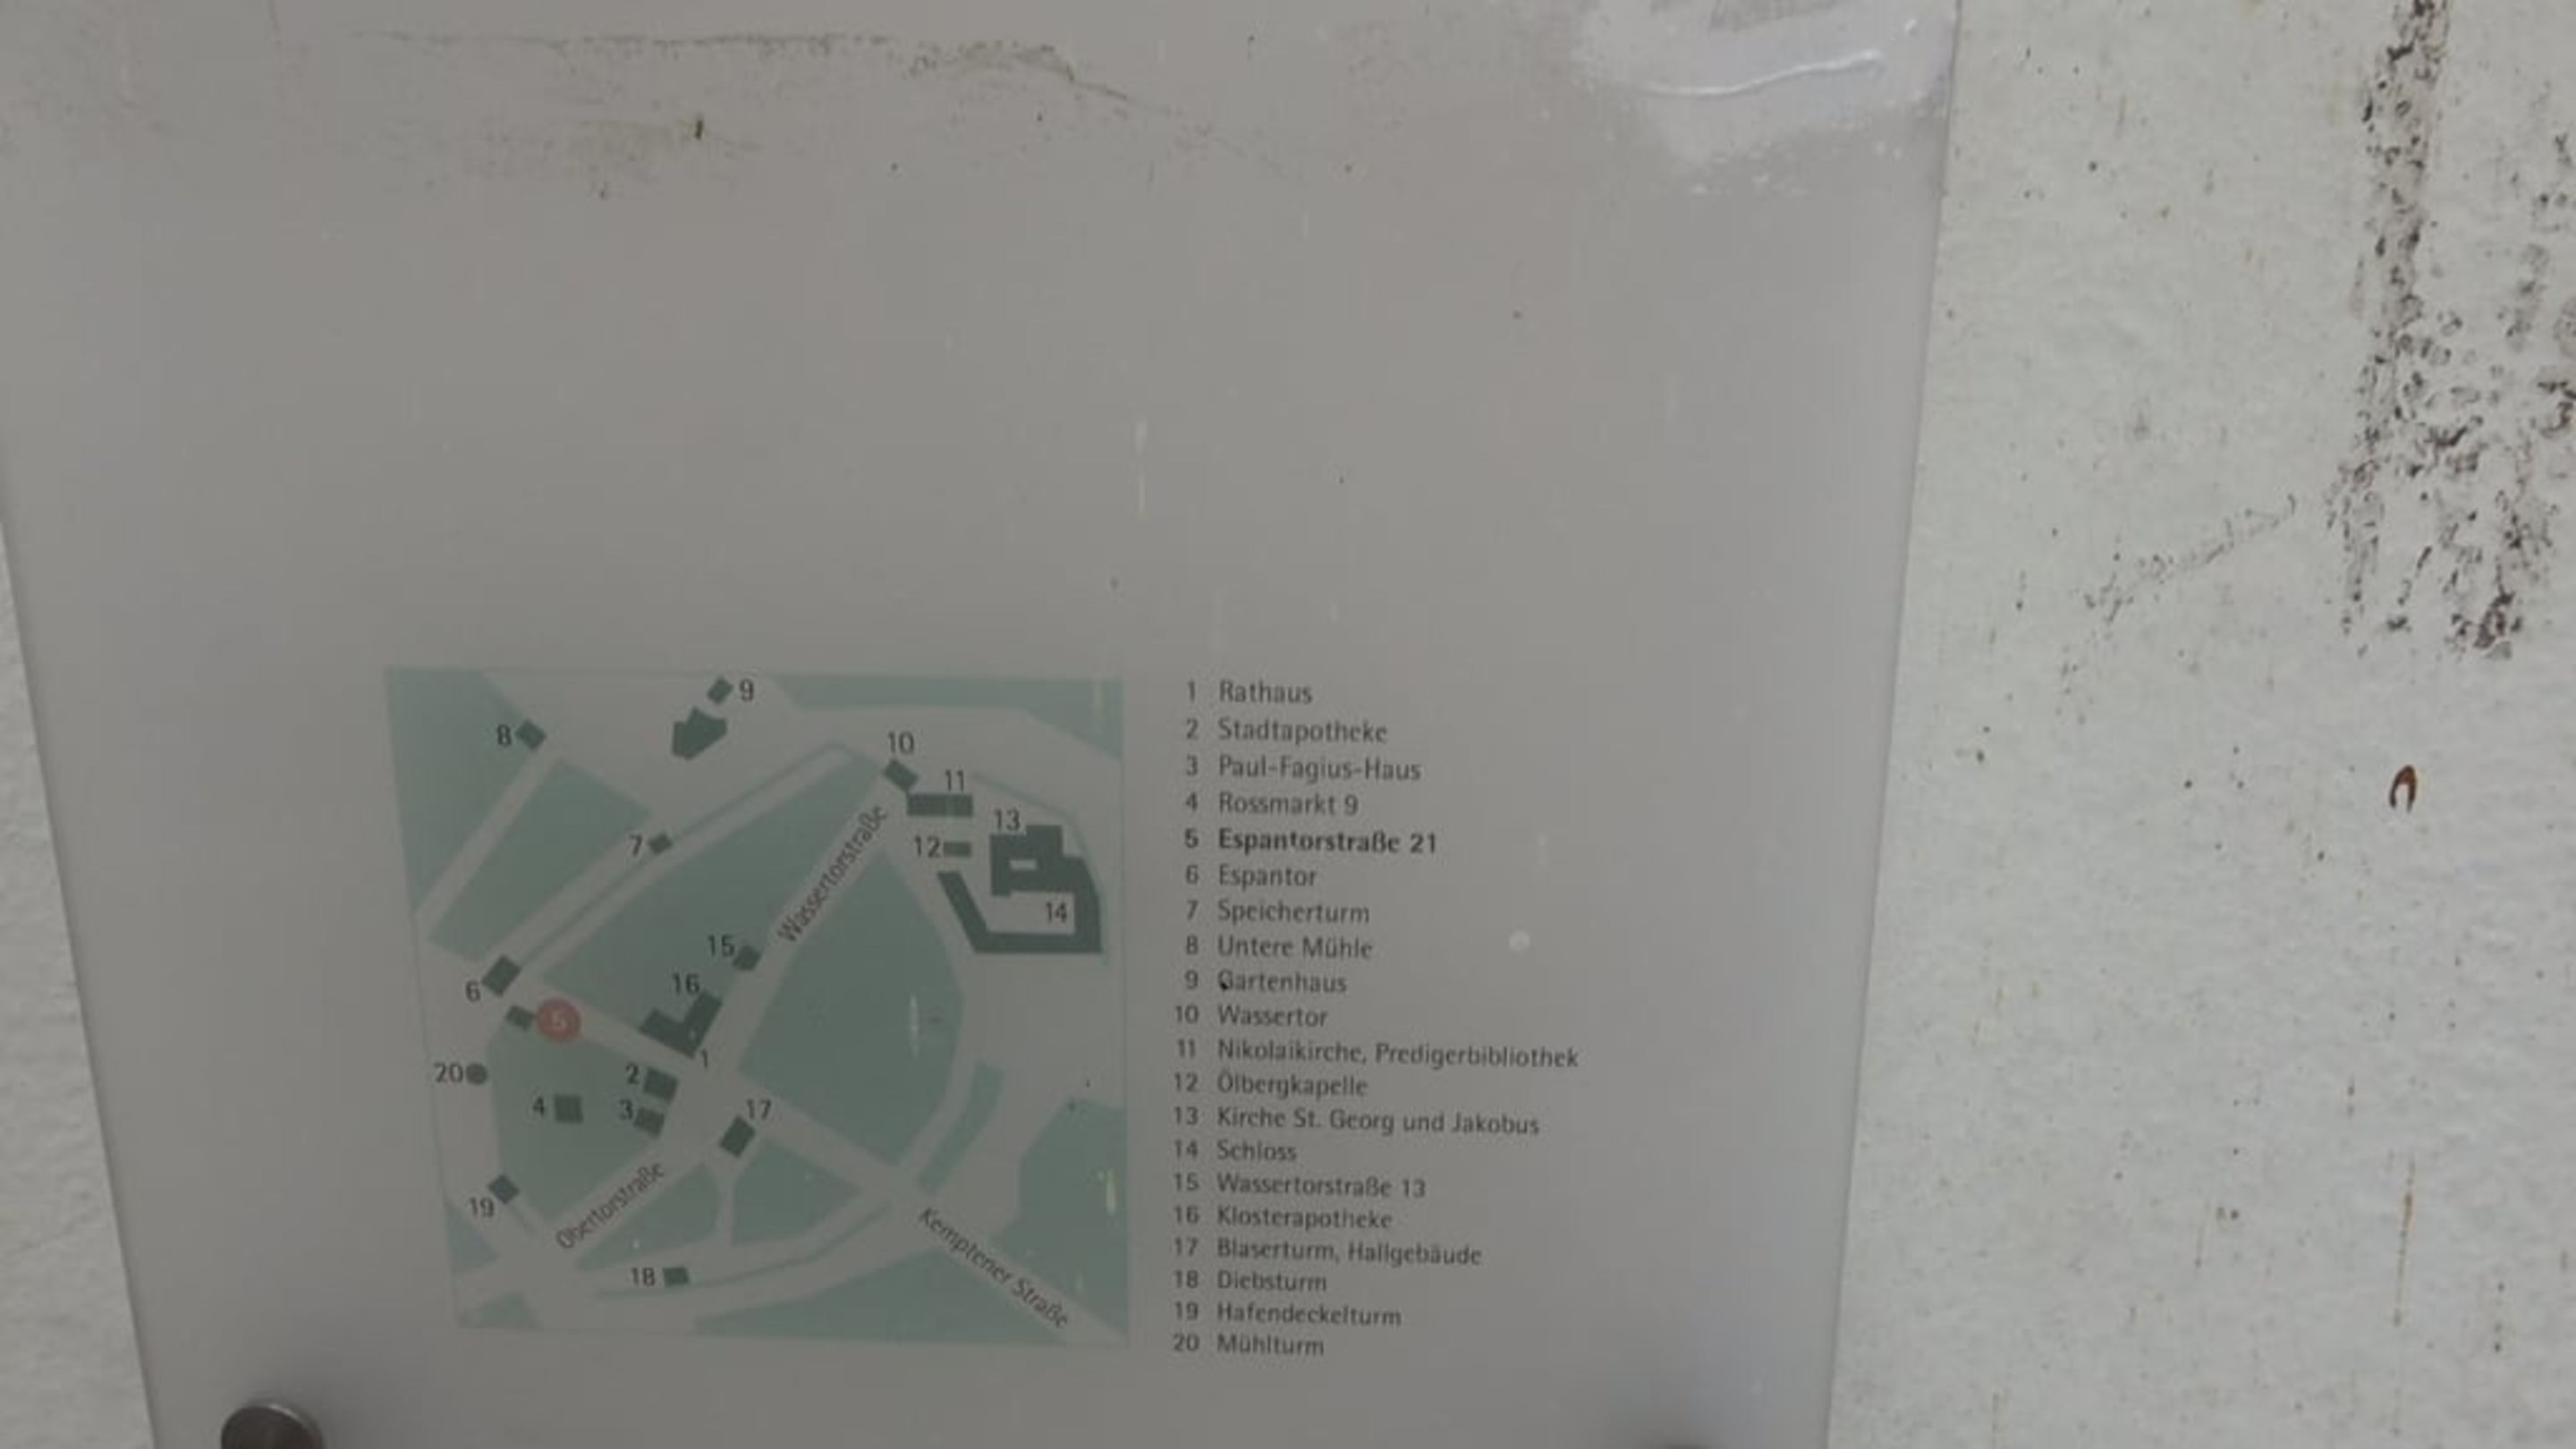 9
8
10
11
13
7
12
Wassertorstraße
14
15
16
6
5
1
20
2
4
3
17
Obertorstraße
19
Kemptener Straße
18
1 Rathaus
2 Stadtapotheke
3 Paul-Fagius-Haus
4 Rossmarkt 9
5 Espantorstraße 21
6 Espantor
7 Speicherturm
8 Untere Mühle
9 Gartenhaus
10 Wassertor
11 Nikolaikirche, Predigerbibliothek
12 Ölbergkapelle
13 Kirche St. Georg und Jakobus
14 Schloss
15 Wassertorstraße 13
16 Klosterapotheke
17 Blaserturm, Hallgebäude
18 Diebsturm
19 Hafendeckelturm
20 Mühlturm